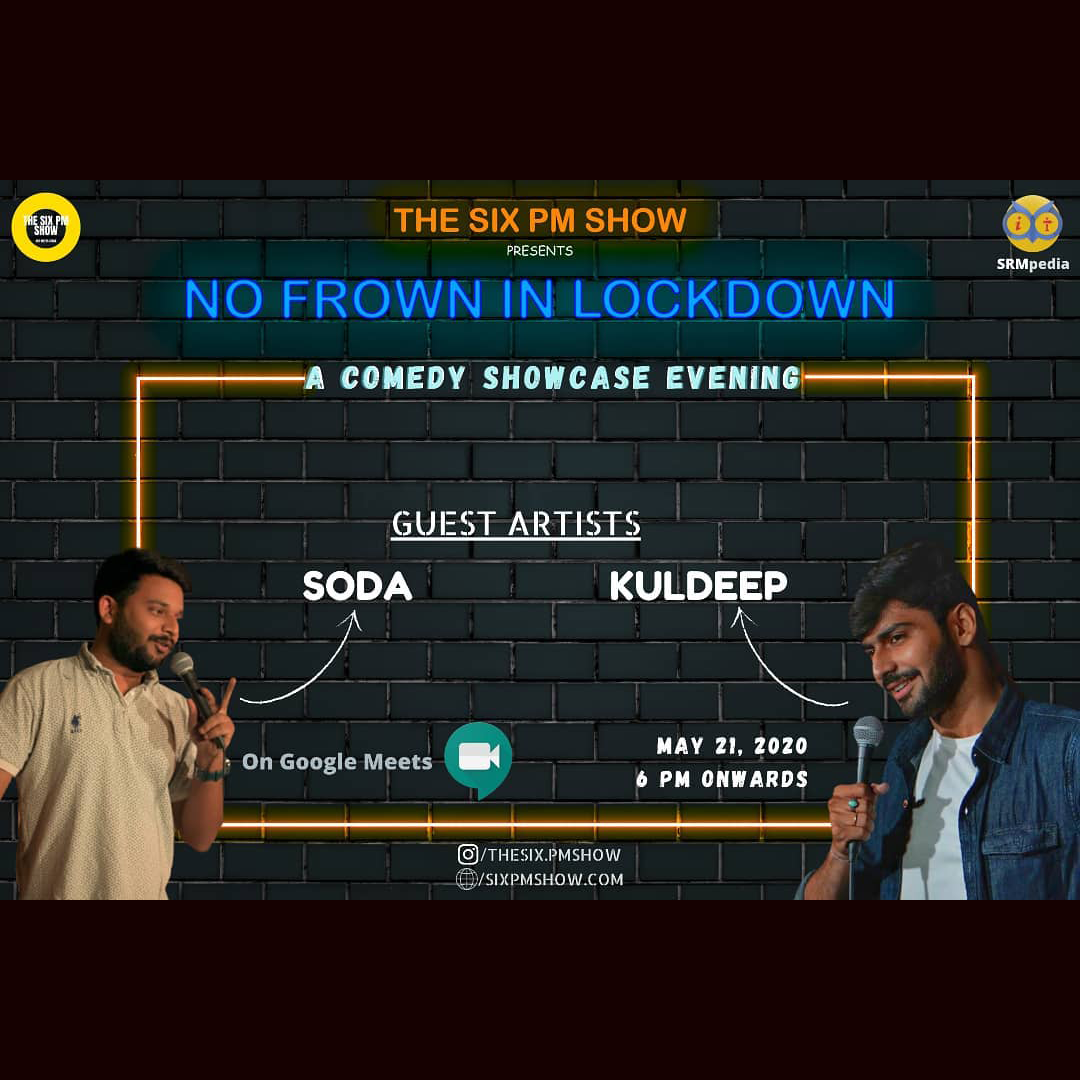 THE SIX PM
SHOW
THE SIX PM SHOW
PRESENTS
i t
SRMpedia
NO FROWN IN LOCKDOWN
A COMEDY SHOWCASE EVENING
GUEST ARTISTS
SODA
KULDEEP
On Google Meets
MAY 21, 2020
6 PM ONWARDS
/THESIX.PMSHOW
/SIXPMSHOW.COM